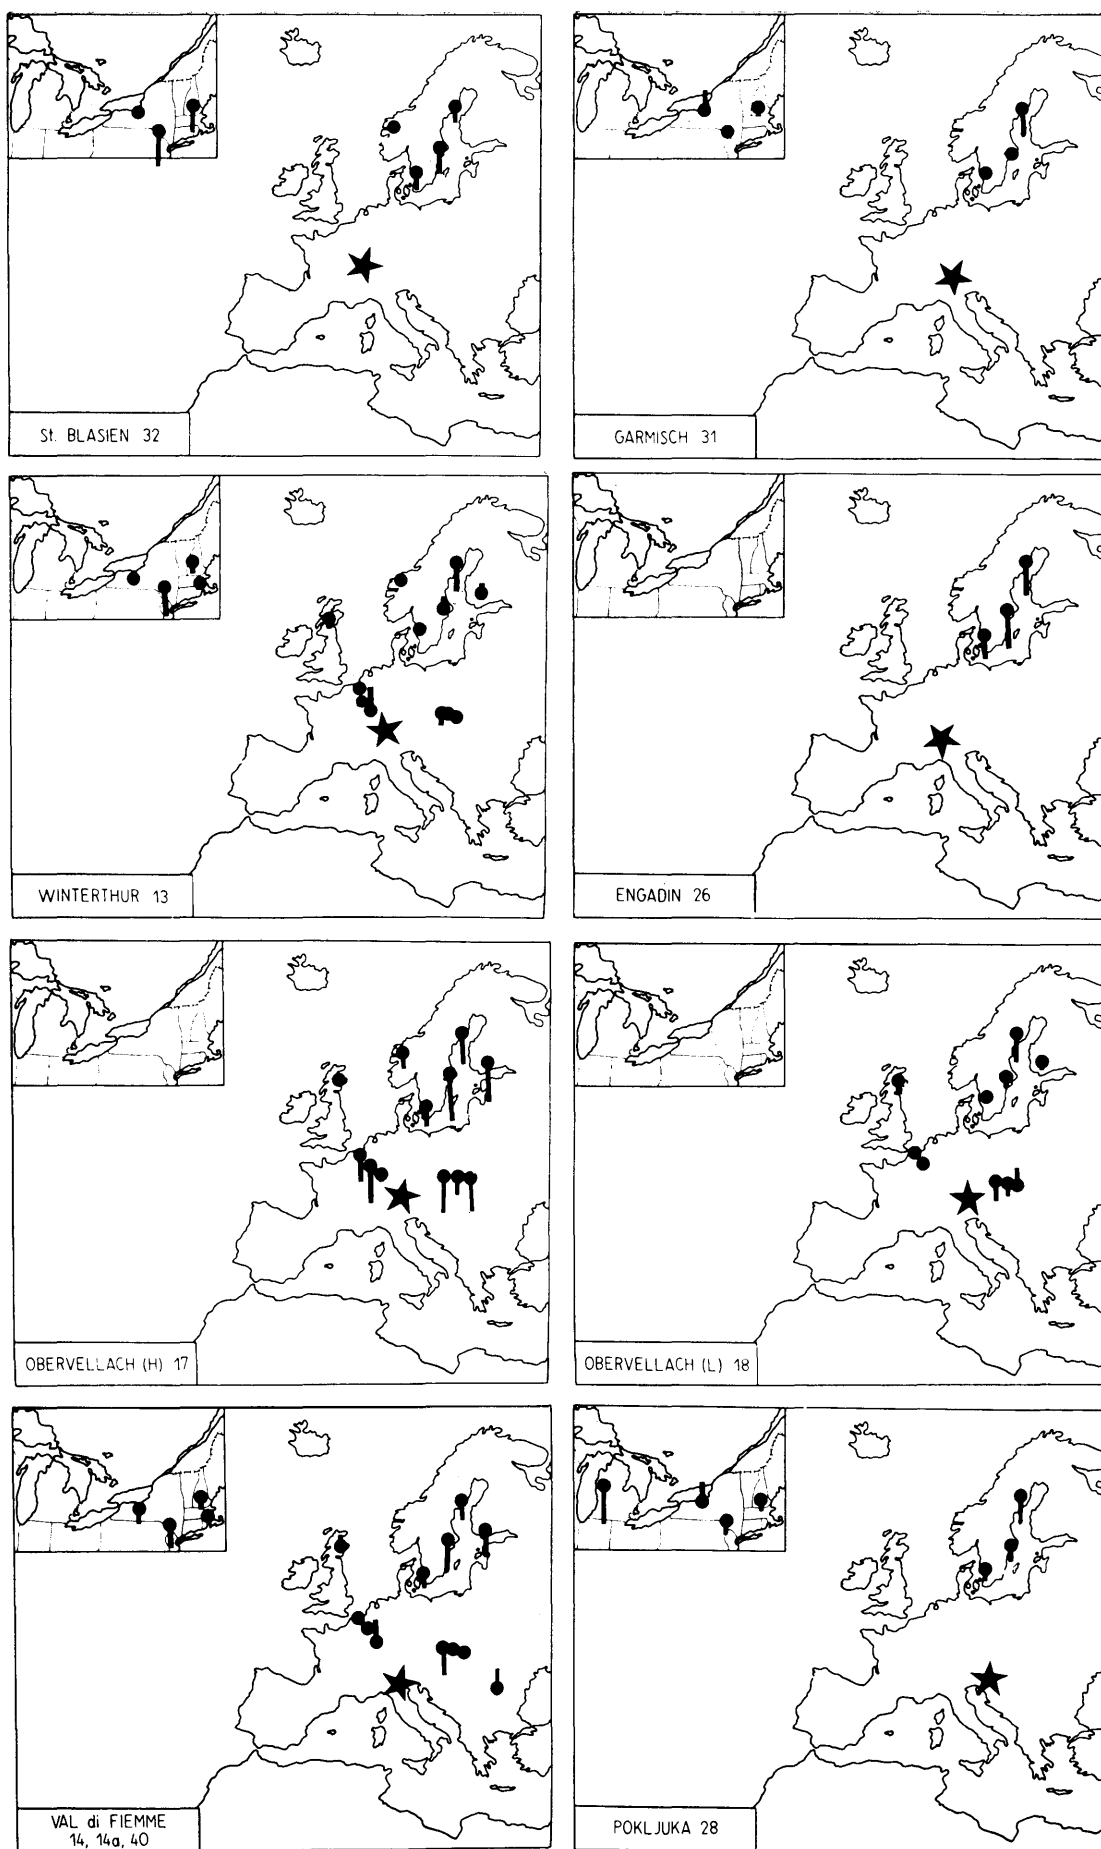 St. BLASIEN 32
GARMISCH 31
WINTERTHUR 13
ENGADIN 26
OBERVELLACH (H) 17
OBERVELLACH (L) 18
VAL di FIEMME
14, 14a, 40
POKLJUKA 28